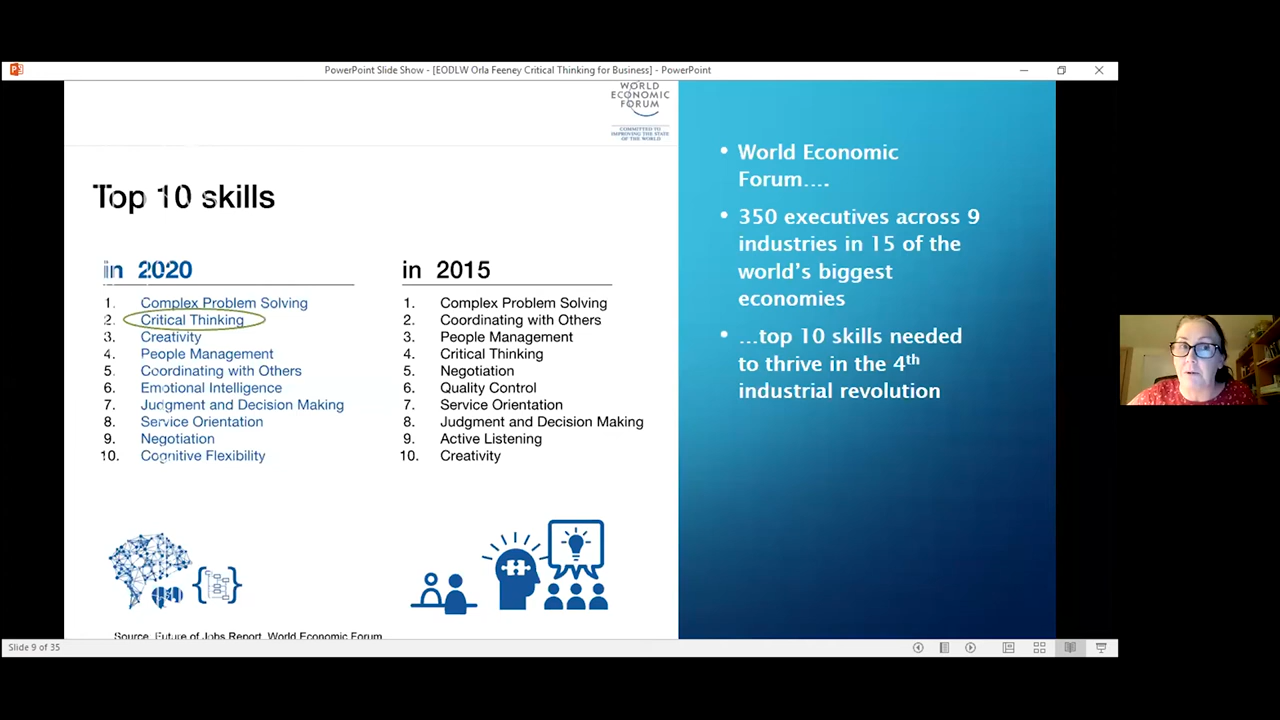 PowerPoint Slide Show - [EODLW Orla Feeney Critical Thinking for Business] - PowerPoint
WORLD
ECONOMIC
FORUM
COMMITTED TO
IMPROVING THE STATE
OF THE WORLD
Top 10 skills
in 2020
1. Complex Problem Solving
2. Critical Thinking
3. Creativity
4. People Management
5. Coordinating with Others
6. Emotional Intelligence
7. Judgment and Decision Making
8. Service Orientation
9. Negotiation
10. Cognitive Flexibility
in 2015
1. Complex Problem Solving
2. Coordinating with Others
3. People Management
4. Critical Thinking
5. Negotiation
6. Quality Control
7. Service Orientation
8. Judgment and Decision Making
9. Active Listening
10. Creativity
Source Future of Jobs Report, World Economic Forum
• World Economic
Forum….
• 350 executives across 9
industries in 15 of the
world’s biggest
economies
• …top 10 skills needed
to thrive in the 4th
industrial revolution
Slide 9 of 35